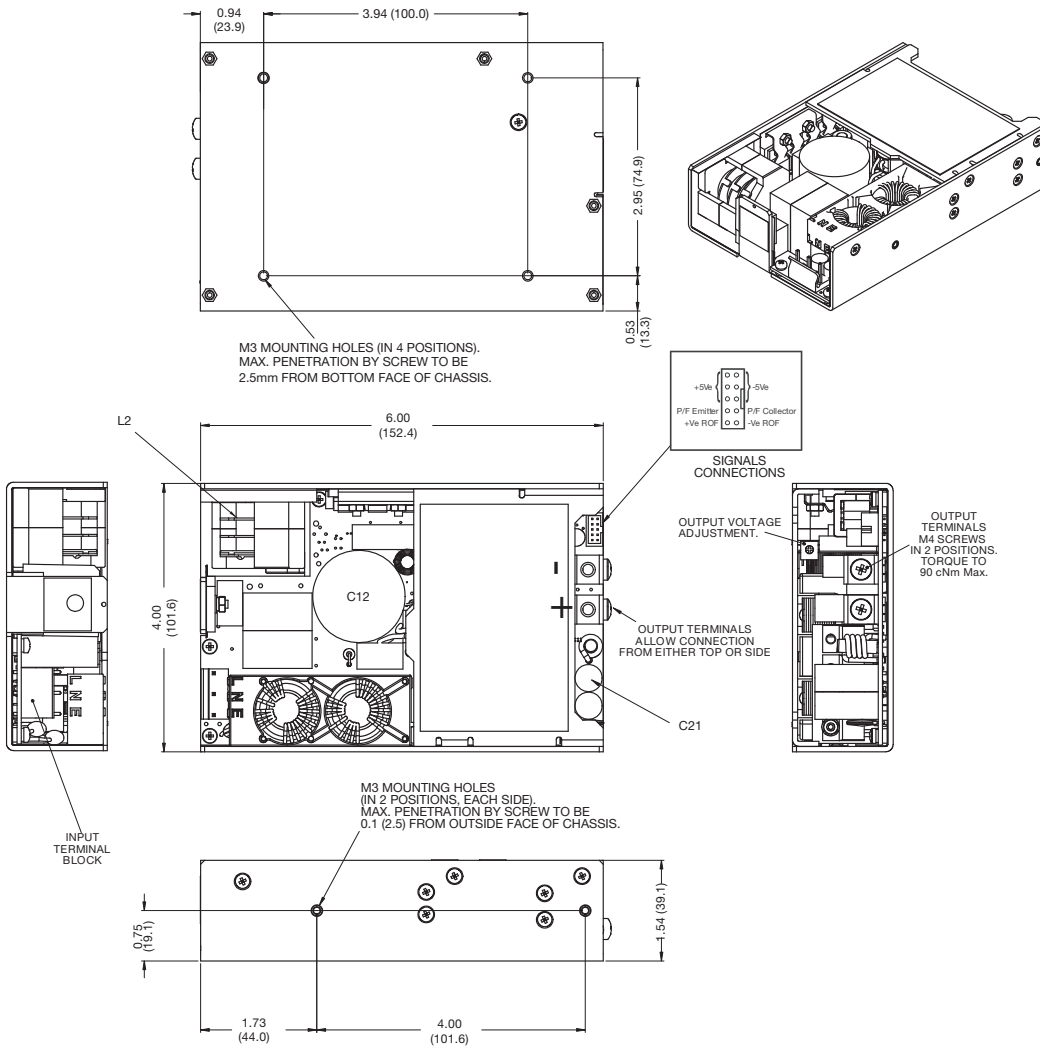 0.94
(23.9)
3.94 (100.0)
2.95 (74.9)
0.53
(13.3)
M3 MOUNTING HOLES (IN 4 POSITIONS).
MAX. PENETRATION BY SCREW TO BE
2.5mm FROM BOTTOM FACE OF CHASSIS.
L N E
L N E
+5Ve
-5Ve
P/F Emitter
P/F Collector
+Ve ROF
-Ve ROF
SIGNALS
CONNECTIONS
L2
6.00
(152.4)
4.00
(101.6)
C12
-
+
L N E
L N E
OUTPUT VOLTAGE
ADJUSTMENT.
OUTPUT
TERMINALS
M4 SCREWS
IN 2 POSITIONS.
TORQUE TO
90 cNm Max.
OUTPUT TERMINALS
ALLOW CONNECTION
FROM EITHER TOP OR SIDE
C21
INPUT
TERMINAL
BLOCK
M3 MOUNTING HOLES
(IN 2 POSITIONS, EACH SIDE).
MAX. PENETRATION BY SCREW TO BE
0.1 (2.5) FROM OUTSIDE FACE OF CHASSIS.
0.75
(19.1)
1.54 (39.1)
1.73
(44.0)
4.00
(101.6)